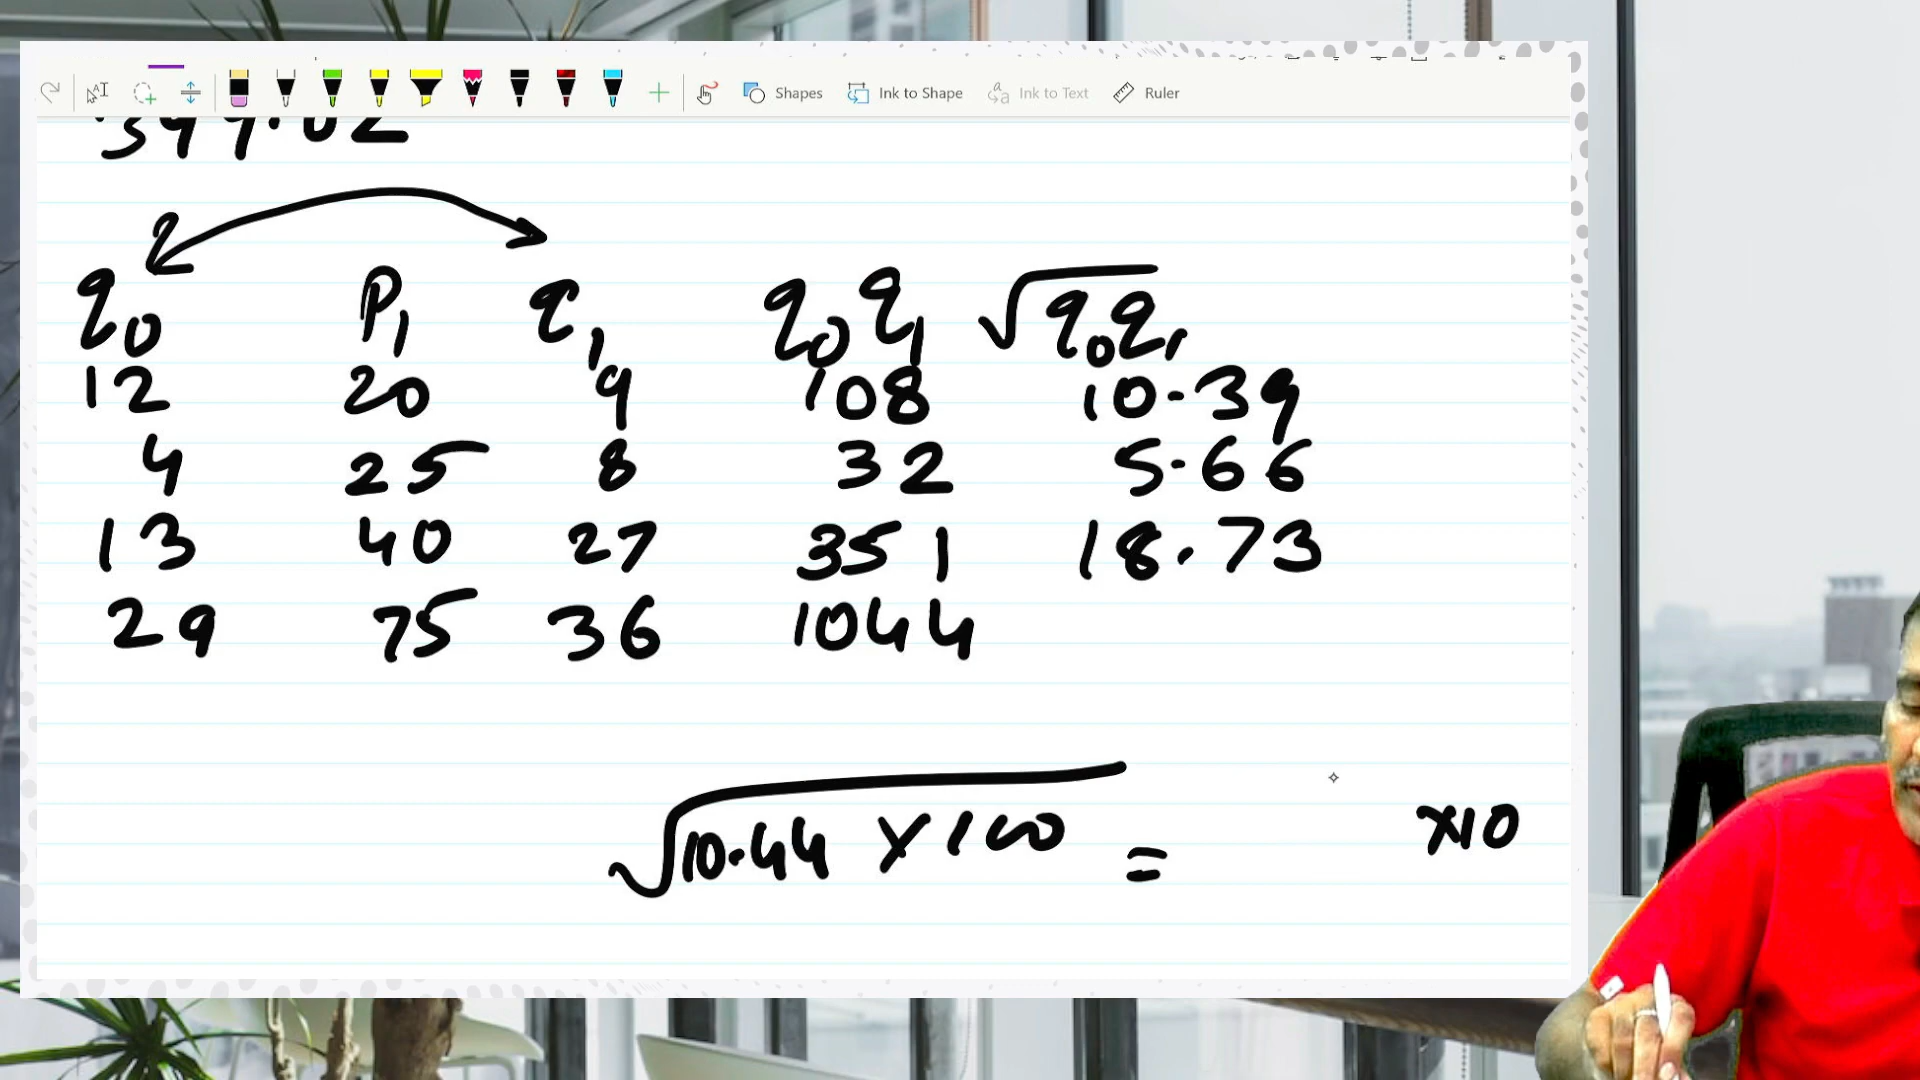 Shapes Ink to Shape Ink to Text Ruler
q₀ P₁ q₁ q₀q₁ √q₀q₁
12 20 9 108 10.39
4 25 8 32 5.66
13 40 27 351 18.73
29 75 36 1044
√10.44 × 100 = ×10